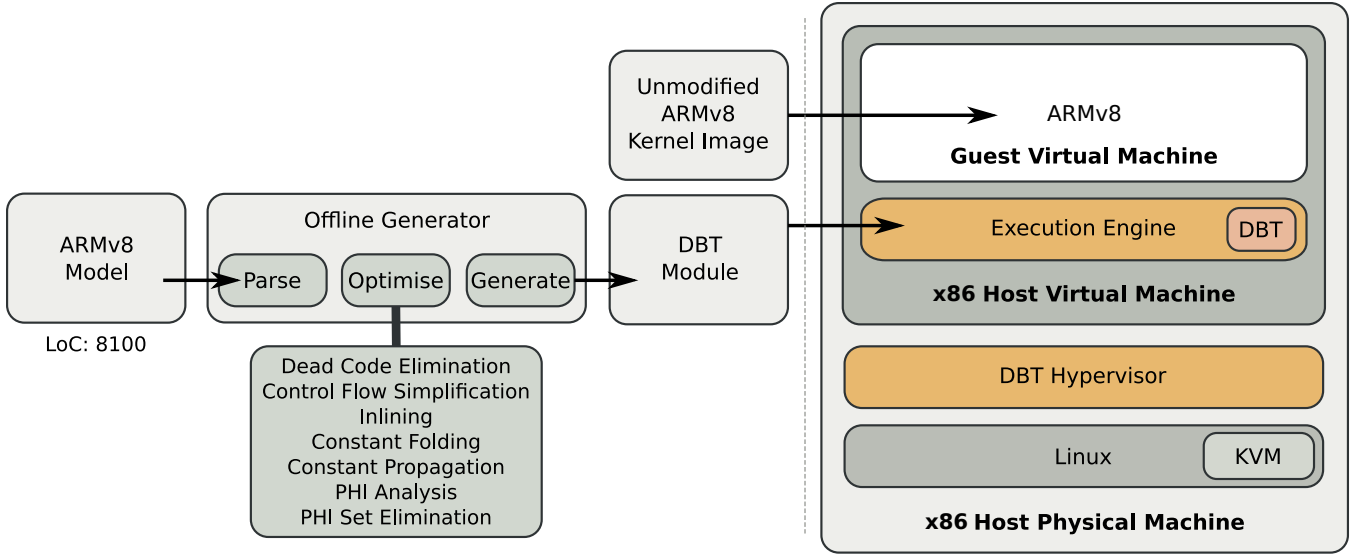 ARMv8
Model
LoC: 8100
Offline Generator
Parse
Optimise
Generate
Dead Code Elimination
Control Flow Simplification
Inlining
Constant Folding
Constant Propagation
PHI Analysis
PHI Set Elimination
Unmodified
ARMv8
Kernel Image
DBT
Module
ARMv8
Guest Virtual Machine
Execution Engine
DBT
x86 Host Virtual Machine
DBT Hypervisor
Linux
KVM
x86 Host Physical Machine